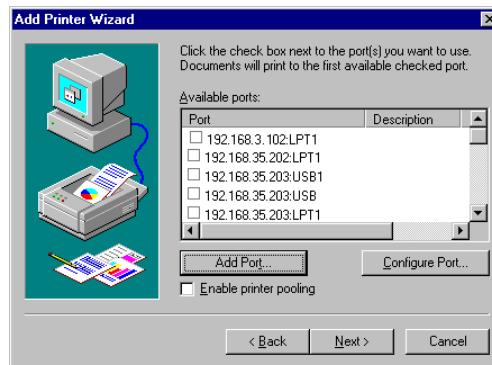 Add Printer Wizard
Click the check box next to the port(s) you want to use.
Documents will print to the first available checked port.
Available ports:
Port Description
192.168.3.102:LPT1
192.168.35.202:LPT1
192.168.35.203:USB1
192.168.35.203:USB
192.168.35.203:LPT1
Add Port... Configure Port...
Enable printer pooling
< Back Next > Cancel